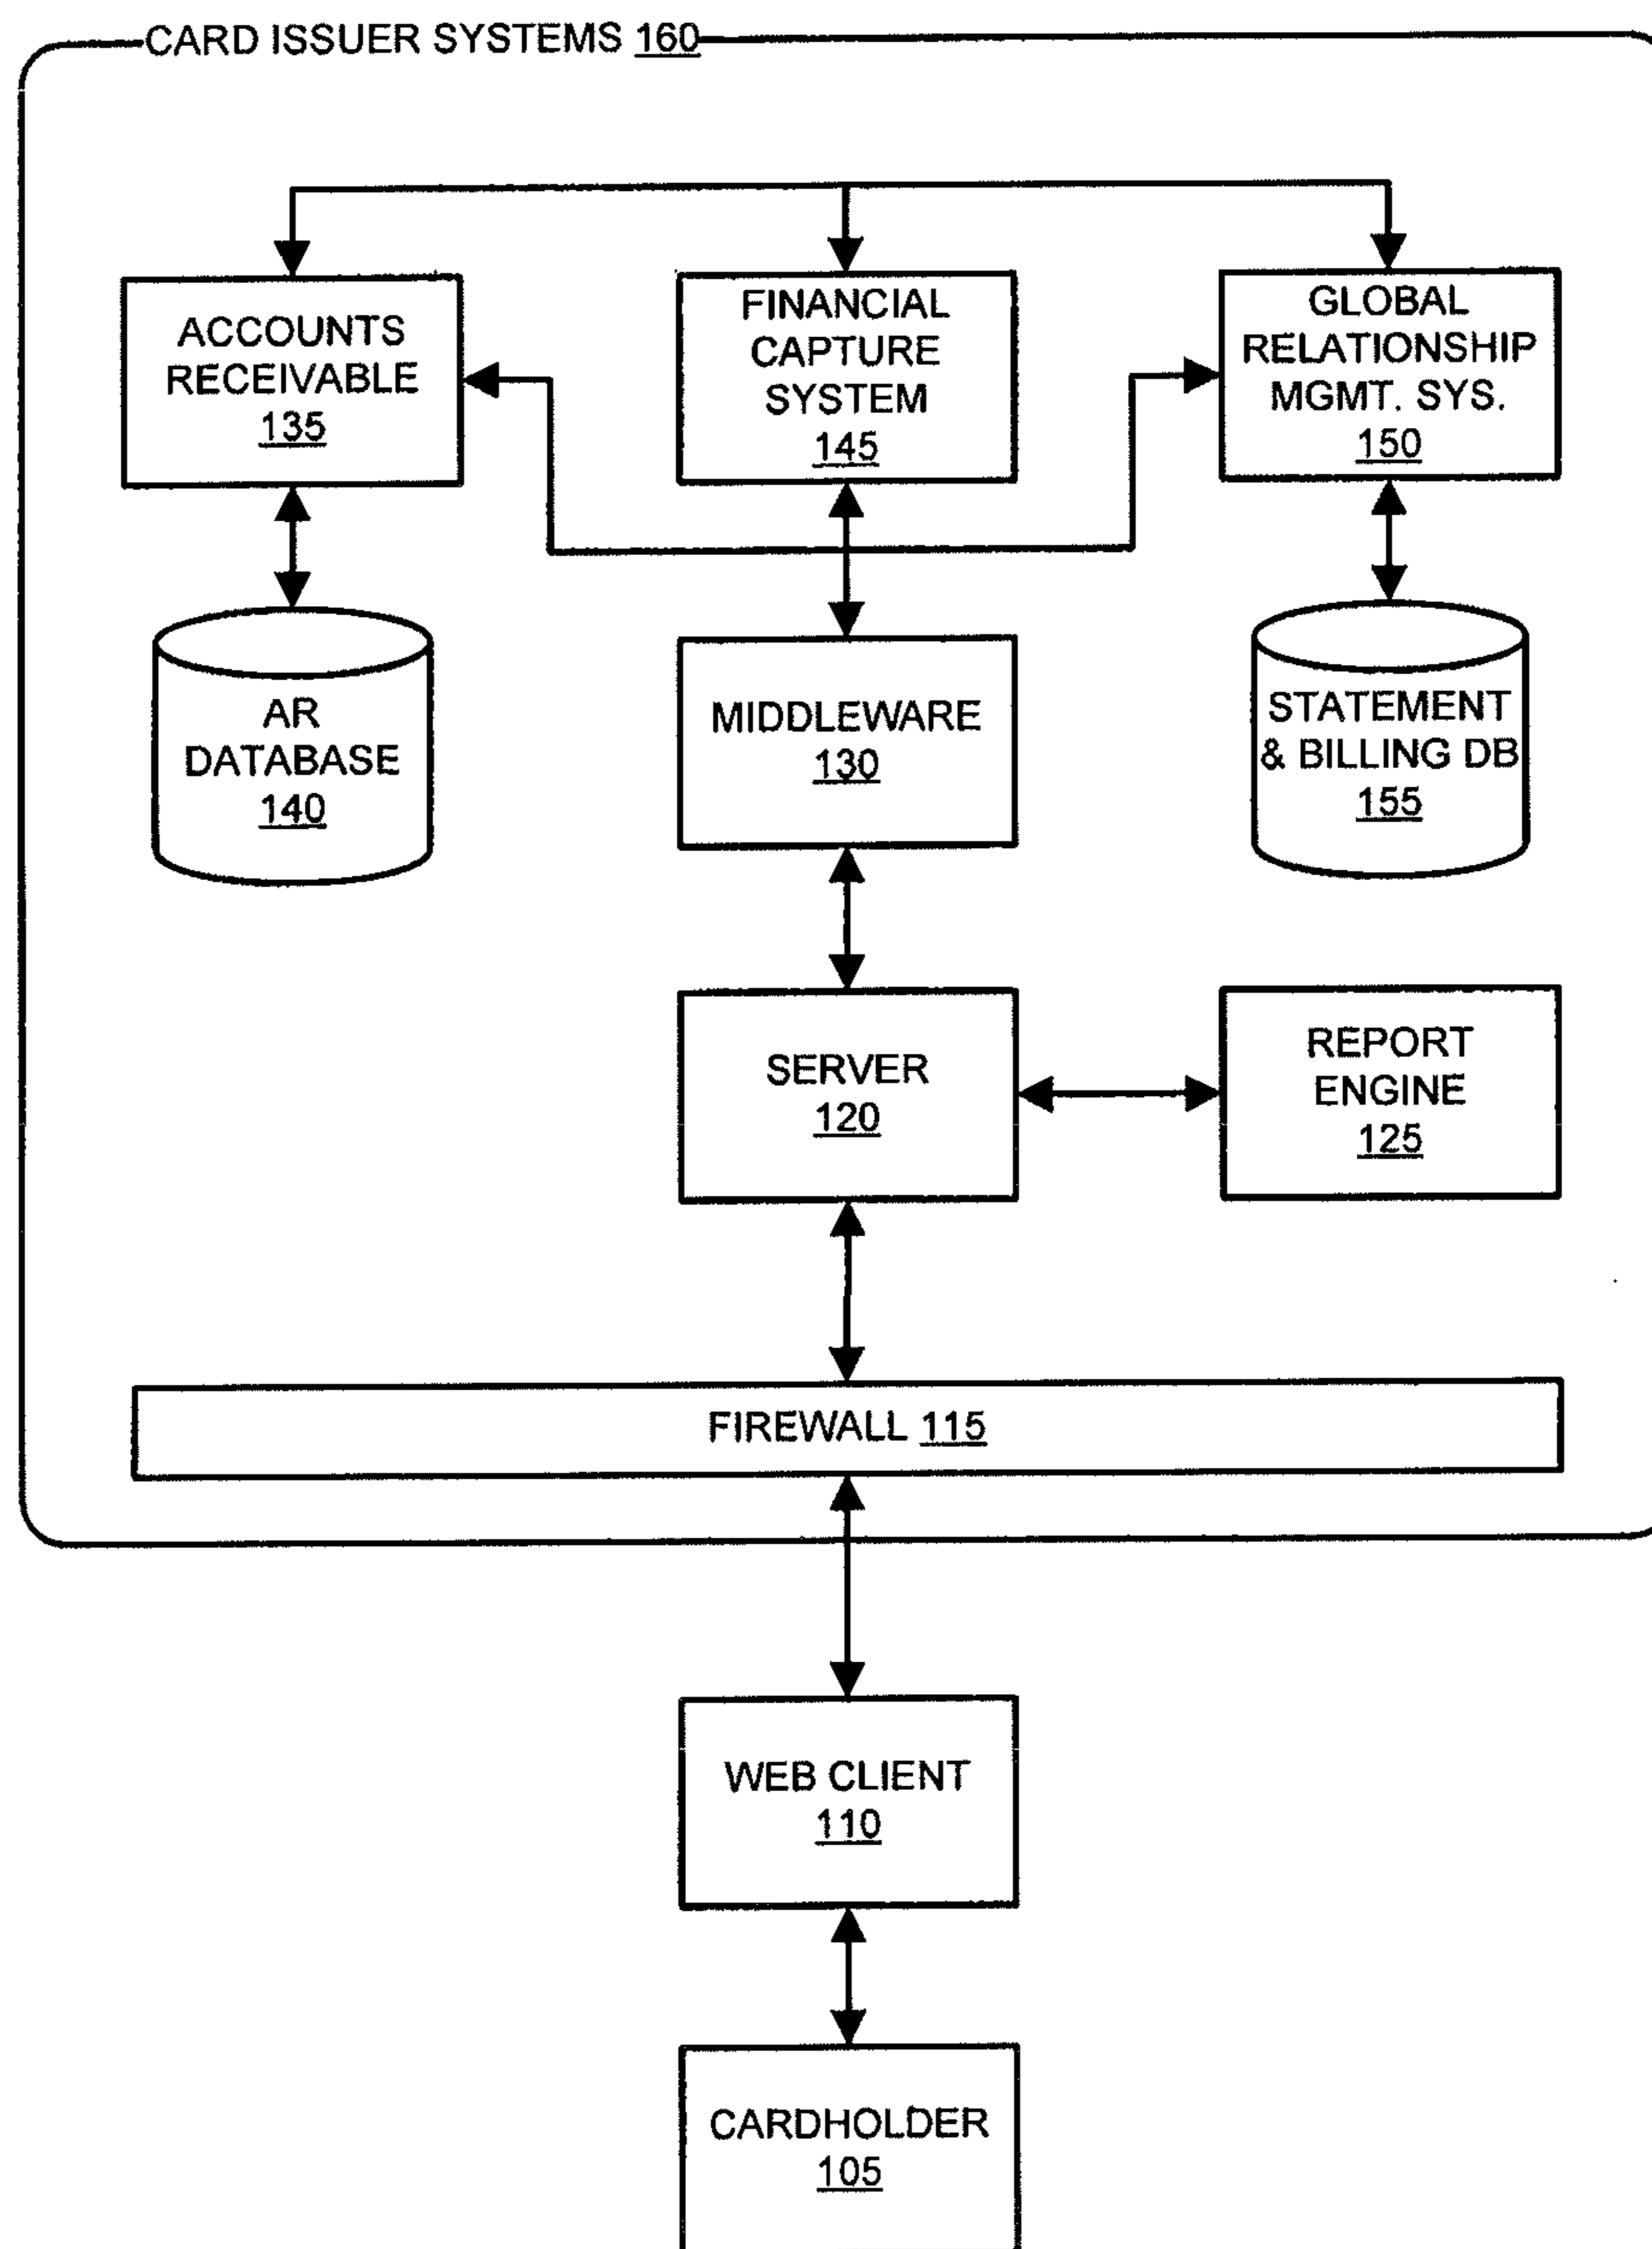 CARD ISSUER SYSTEMS 160
ACCOUNTS
RECEIVABLE
135
FINANCIAL
CAPTURE
SYSTEM
145
GLOBAL
RELATIONSHIP
MGMT. SYS.
150
AR
DATABASE
140
MIDDLEWARE
130
STATEMENT
& BILLING DB
155
SERVER
120
REPORT
ENGINE
125
FIREWALL 115
WEB CLIENT
110
CARDHOLDER
105